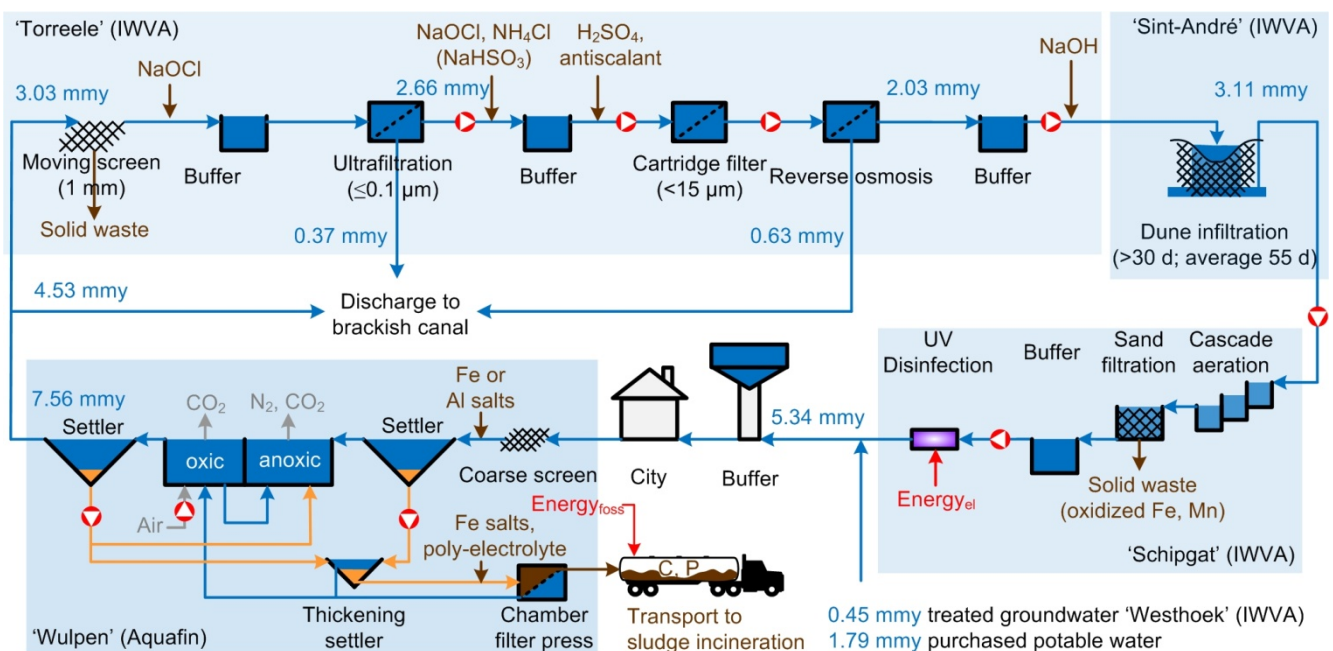 'Torreele' (IWVA)
NaOCl
NaOCl, NH4Cl
(NaHSO3)
H2SO4,
antiscalant
NaOH
'Sint-André' (IWVA)
3.03 mmy
2.66 mmy
2.03 mmy
3.11 mmy
Moving screen
(1 mm)
Buffer
Ultrafiltration
(≤0.1 µm)
Buffer
Cartridge filter
(<15 µm)
Reverse osmosis
Buffer
Solid waste
0.37 mmy
0.63 mmy
Dune infiltration
(>30 d; average 55 d)
4.53 mmy
Discharge to
brackish canal
7.56 mmy
Settler
CO2
N2, CO2
oxic
anoxic
Air
Settler
Fe or
Al salts
Coarse screen
City
Buffer
5.34 mmy
UV
Disinfection
Buffer
Sand
filtration
Cascade
aeration
Energyel
Solid waste
(oxidized Fe, Mn)
'Schipgat' (IWVA)
Energyfoss
Fe salts,
poly-electrolyte
C, P
Thickening
settler
Chamber
filter press
Transport to
sludge incineration
'Wulpen' (Aquafin)
0.45 mmy treated groundwater 'Westhoek' (IWVA)
1.79 mmy purchased potable water